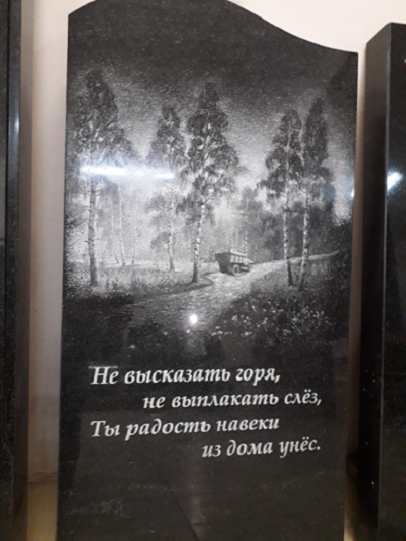 Не высказать горя,
не выплакать слёз,
Ты радость навеки
из дома унёс.